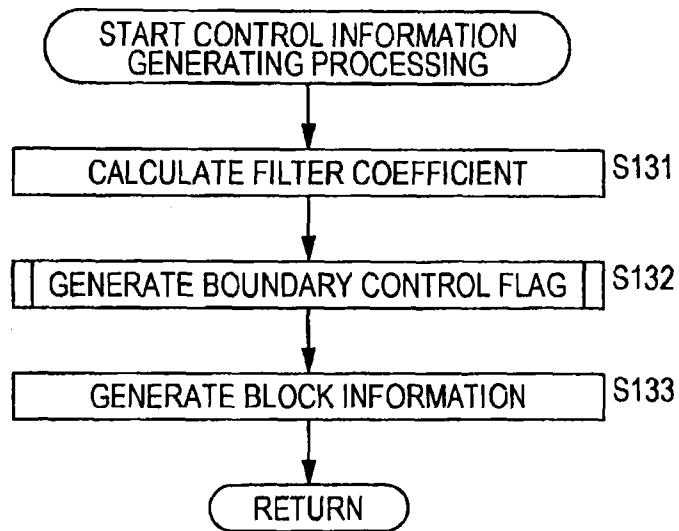 START CONTROL INFORMATION
GENERATING PROCESSING
CALCULATE FILTER COEFFICIENT
S131
GENERATE BOUNDARY CONTROL FLAG
S132
GENERATE BLOCK INFORMATION
S133
RETURN